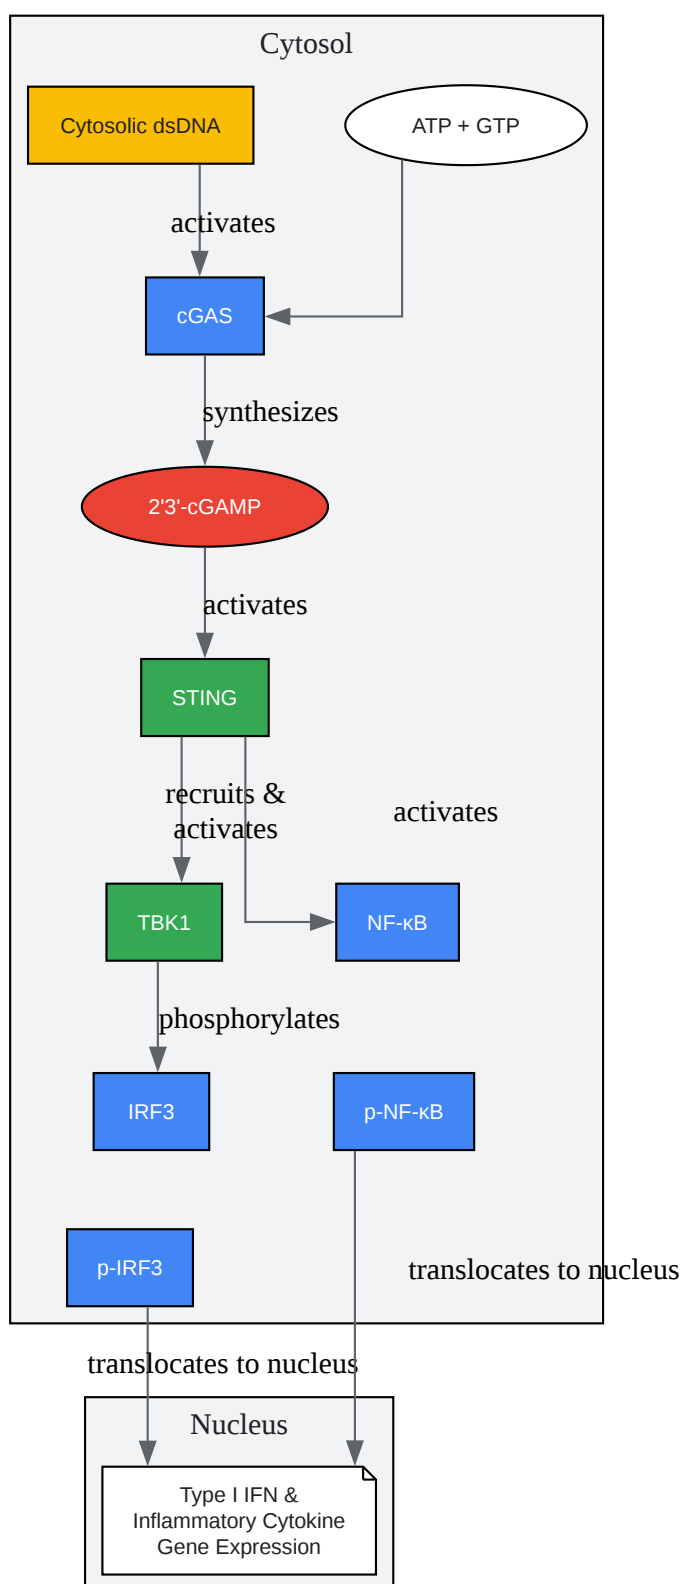 Cytosol
Cytosolic dsDNA
ATP + GTP
activates
cGAS
synthesizes
2'3'-cGAMP
activates
STING
recruits &
activates
activates
TBK1
NF-κB
phosphorylates
IRF3
p-NF-κB
p-IRF3
translocates to nucleus
translocates to nucleus
Nucleus
Type I IFN &
Inflammatory Cytokine
Gene Expression